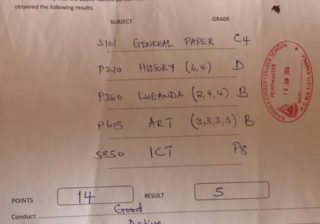 obtained the following results.
SUBJECT GRADE
S101 GENERAL PAPER C4
P210 HISTORY (6,4) D
P360 LUGANDA (2,4,4) B
P615 ART (3,3,3,3) B
S850 ICT P8
POINTS 14 RESULT 5
Conduct: Good